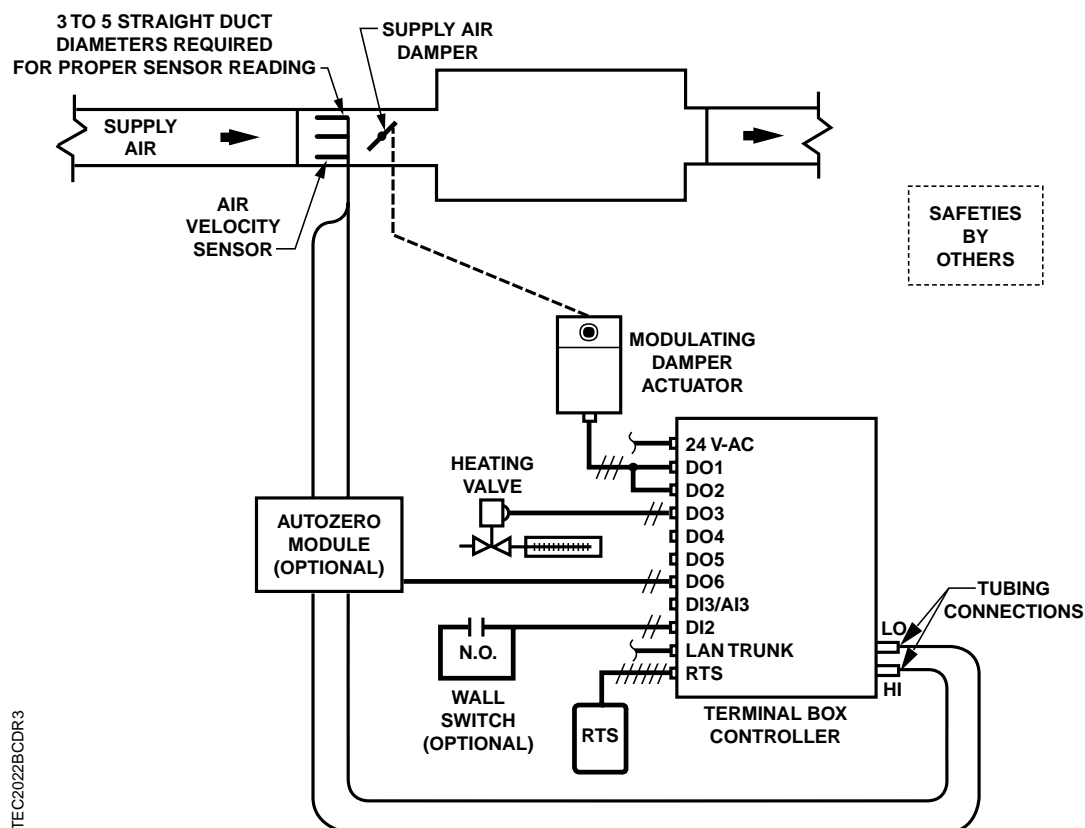 3 TO 5 STRAIGHT DUCT
DIAMETERS REQUIRED
FOR PROPER SENSOR READING
SUPPLY AIR
DAMPER
SUPPLY
AIR
AIR
VELOCITY
SENSOR
SAFETIES
BY
OTHERS
MODULATING
DAMPER
ACTUATOR
HEATING
VALVE
24 V-AC
DO1
DO2
DO3
DO4
DO5
DO6
DI3/AI3
DI2
LAN TRUNK
RTS
AUTOZERO
MODULE
(OPTIONAL)
TUBING
CONNECTIONS
LO
HI
N.O.
WALL
SWITCH
(OPTIONAL)
RTS
TERMINAL BOX
CONTROLLER
TEC2022BCDR3